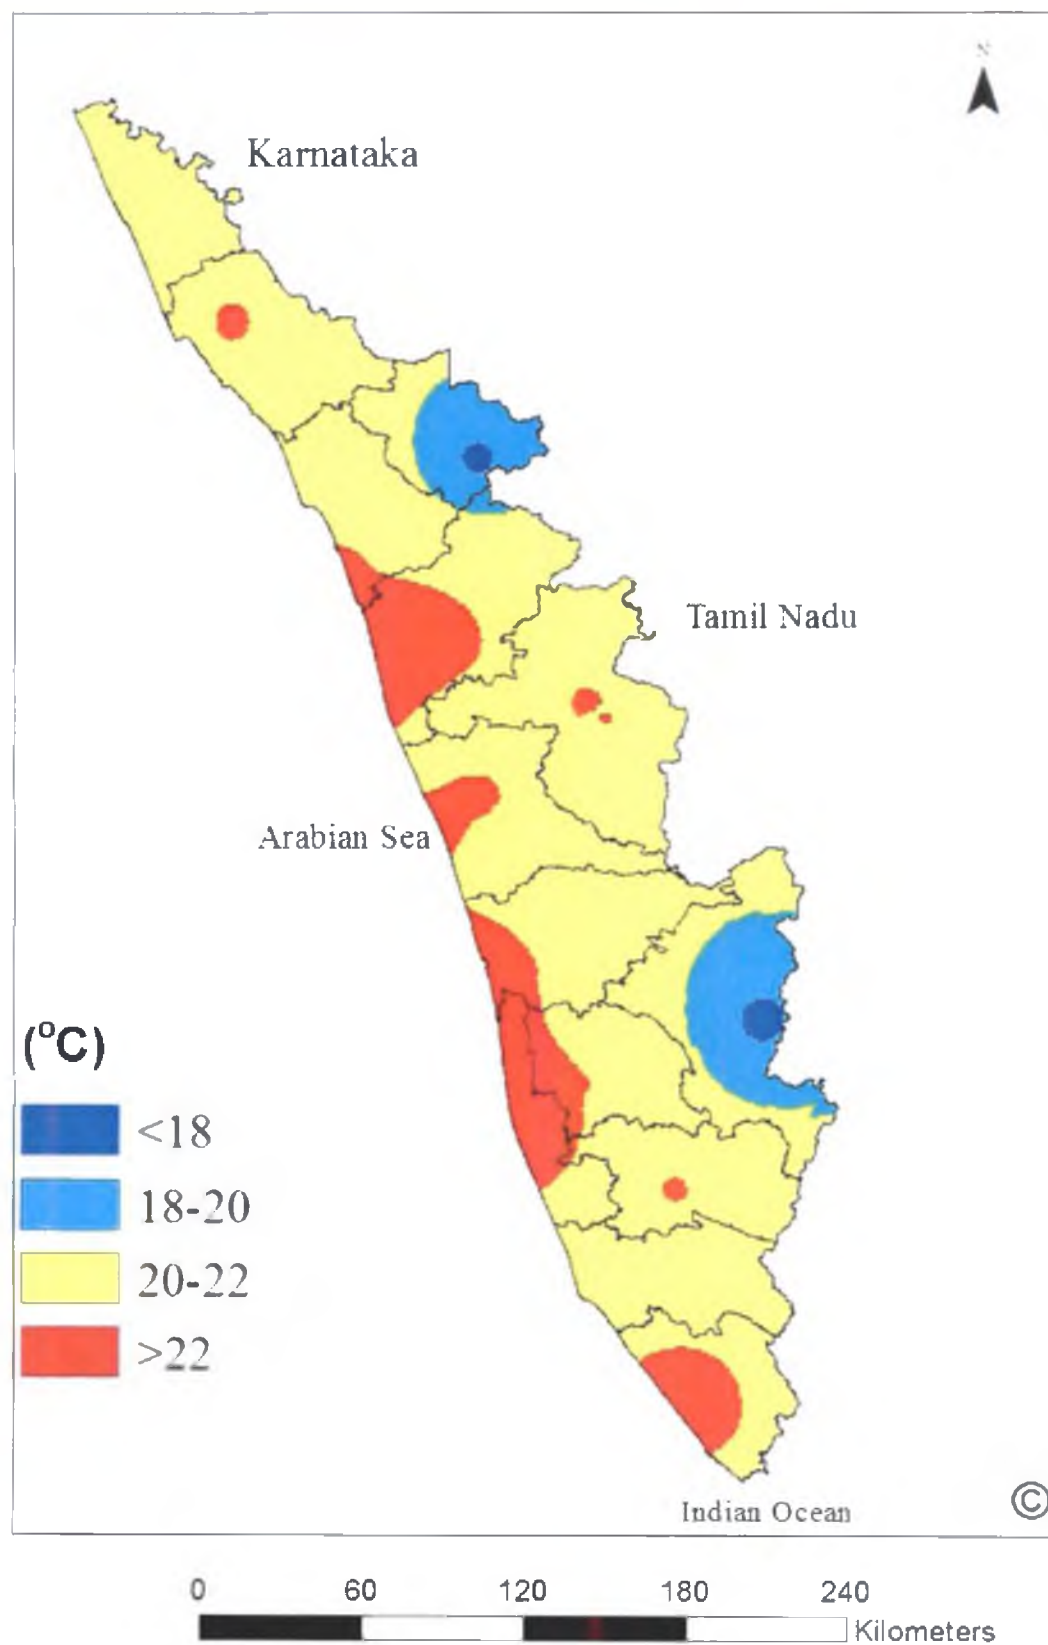 N
Karnataka
Tamil Nadu
Arabian Sea
(°C)
<18
18-20
20-22
>22
Indian Ocean
©
0 60 120 180 240
Kilometers